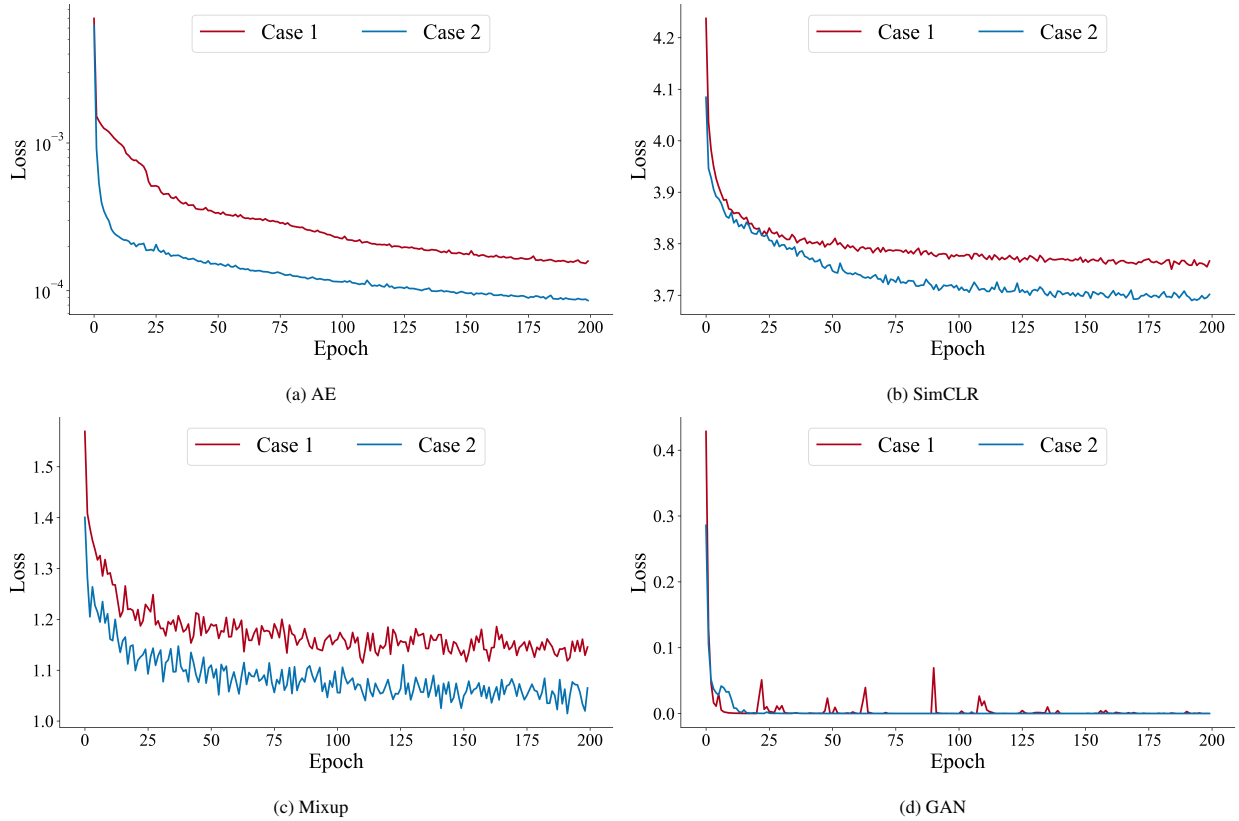 Case 1 Case 2
Loss
10⁻³
10⁻⁴
0 25 50 75 100 125 150 175 200
Epoch
(a) AE
Case 1 Case 2
Loss
4.2
4.1
4.0
3.9
3.8
3.7
0 25 50 75 100 125 150 175 200
Epoch
(b) SimCLR
Case 1 Case 2
Loss
1.5
1.4
1.3
1.2
1.1
1.0
0 25 50 75 100 125 150 175 200
Epoch
(c) Mixup
Case 1 Case 2
Loss
0.4
0.3
0.2
0.1
0.0
0 25 50 75 100 125 150 175 200
Epoch
(d) GAN